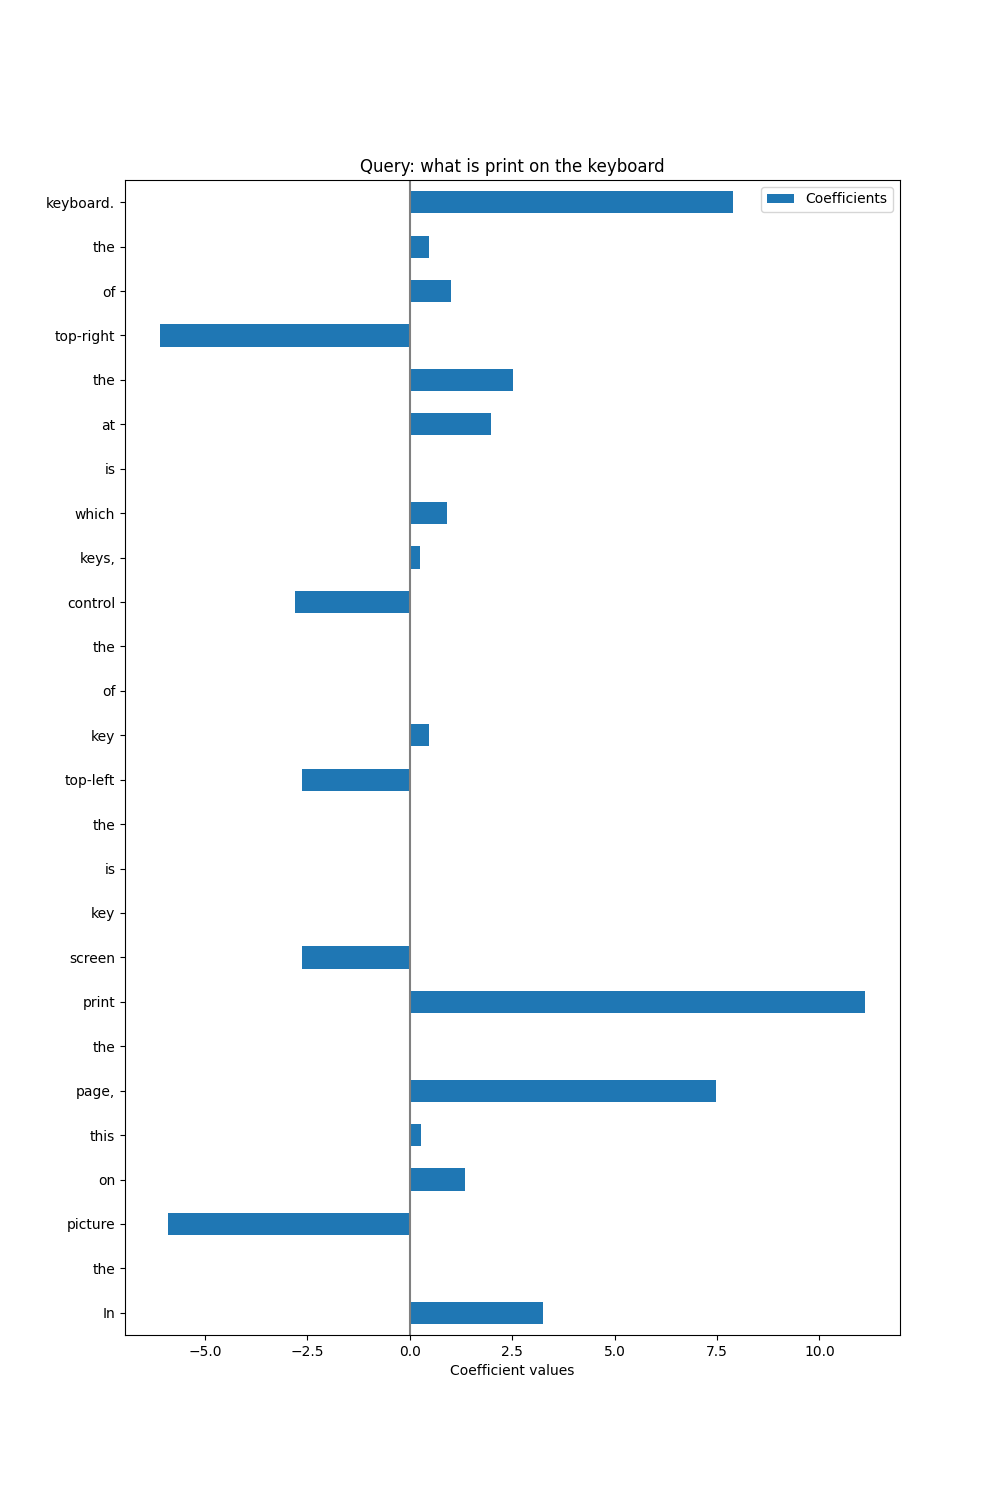 Query: what is print on the keyboard
Coefficients
keyboard.
the
of
top-right
the
at
is
which
keys,
control
the
of
key
top-left
the
is
key
screen
print
the
page,
this
on
picture
the
In
−5.0 −2.5 0.0 2.5 5.0 7.5 10.0
Coefficient values